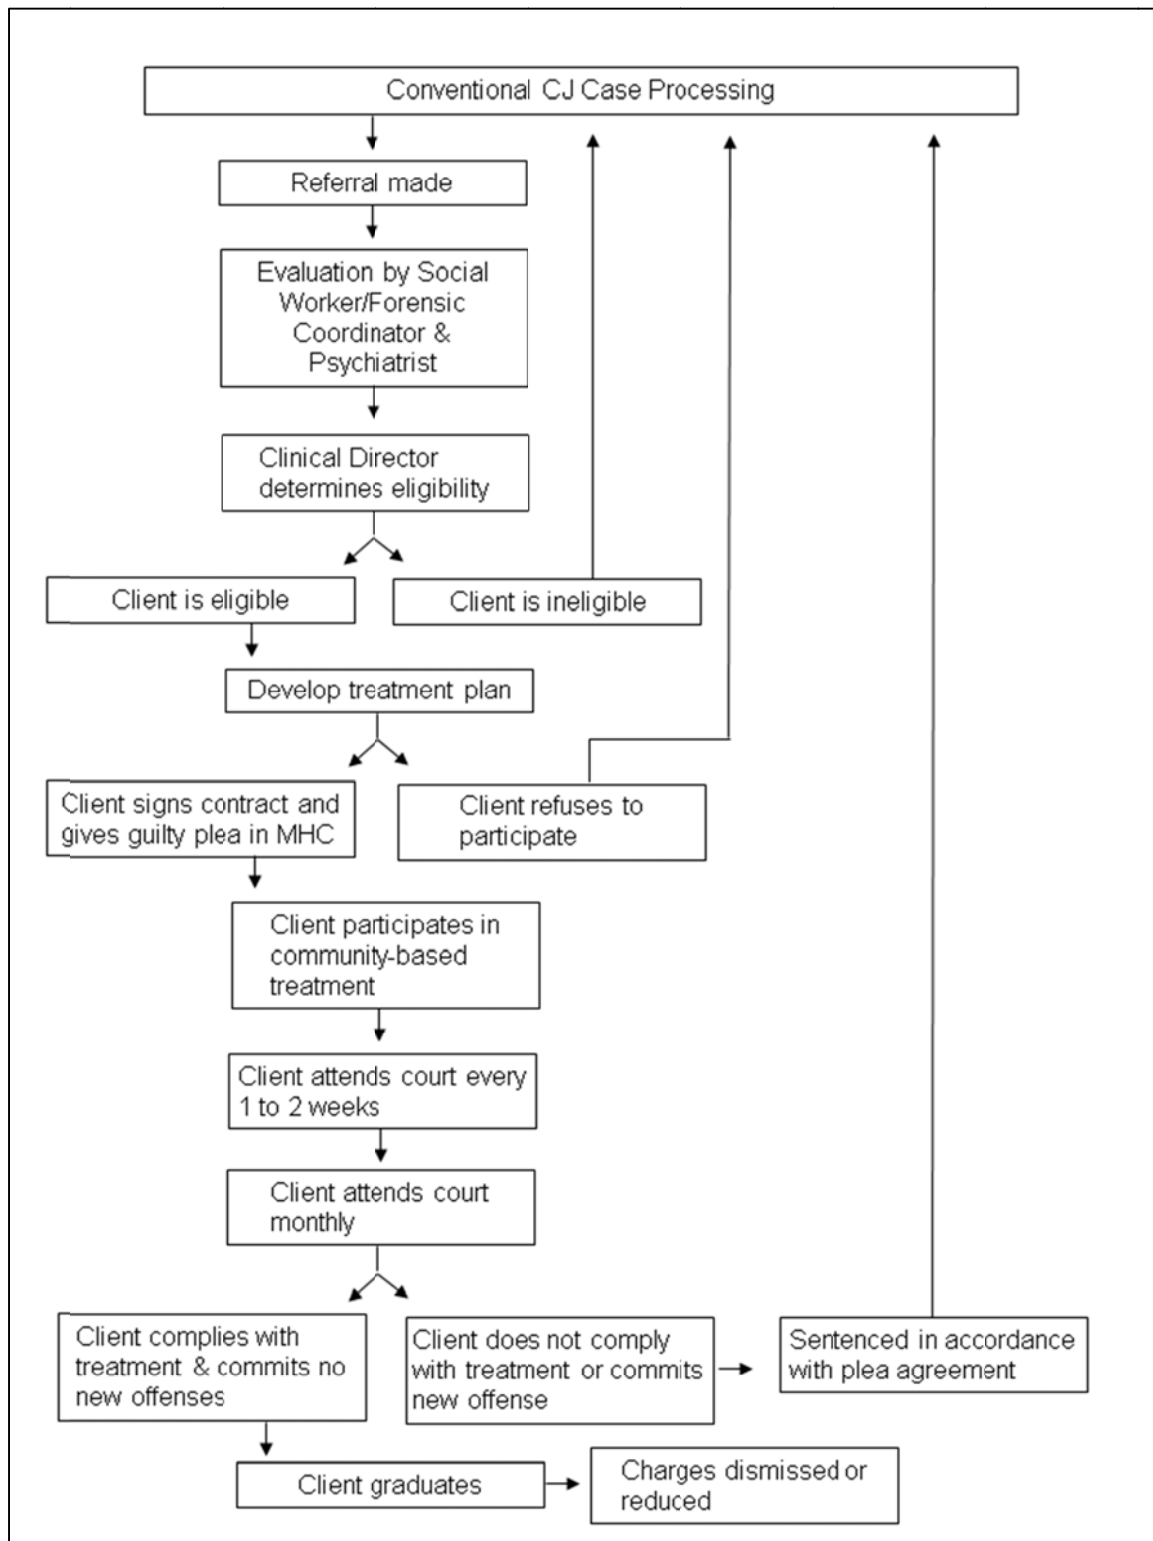 Conventional CJ Case Processing
Referral made
Evaluation by Social
Worker/Forensic
Coordinator &
Psychiatrist
Clinical Director
determines eligibility
Client is eligible
Client is ineligible
Develop treatment plan
Client signs contract and
gives guilty plea in MHC
Client refuses to
participate
Client participates in
community-based
treatment
Client attends court every
1 to 2 weeks
Client attends court
monthly
Client complies with
treatment & commits no
new offenses
Client does not comply
with treatment or commits
new offense
Sentenced in accordance
with plea agreement
Client graduates
Charges dismissed or
reduced